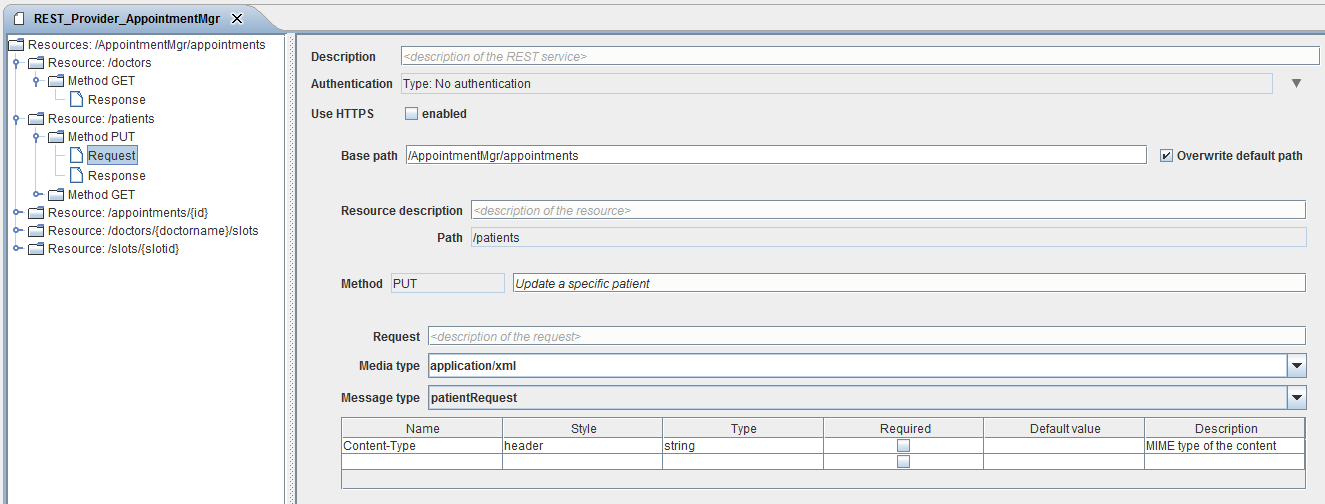 REST_Provider_AppointmentMgr
Resources: /AppointmentMgr/appointments
Resource: /doctors
Method GET
Response
Resource: /patients
Method PUT
Request
Response
Method GET
Resource: /appointments/{id}
Resource: /doctors/{doctorname}/slots
Resource: /slots/{slotid}
Description <description of the REST service>
Authentication Type: No authentication
Use HTTPS enabled
Base path /AppointmentMgr/appointments Overwrite default path
Resource description <description of the resource>
Path /patients
Method PUT Update a specific patient
Request <description of the request>
Media type application/xml
Message type patientRequest
Name Style Type Required Default value Description
Content-Type header string MIME type of the content